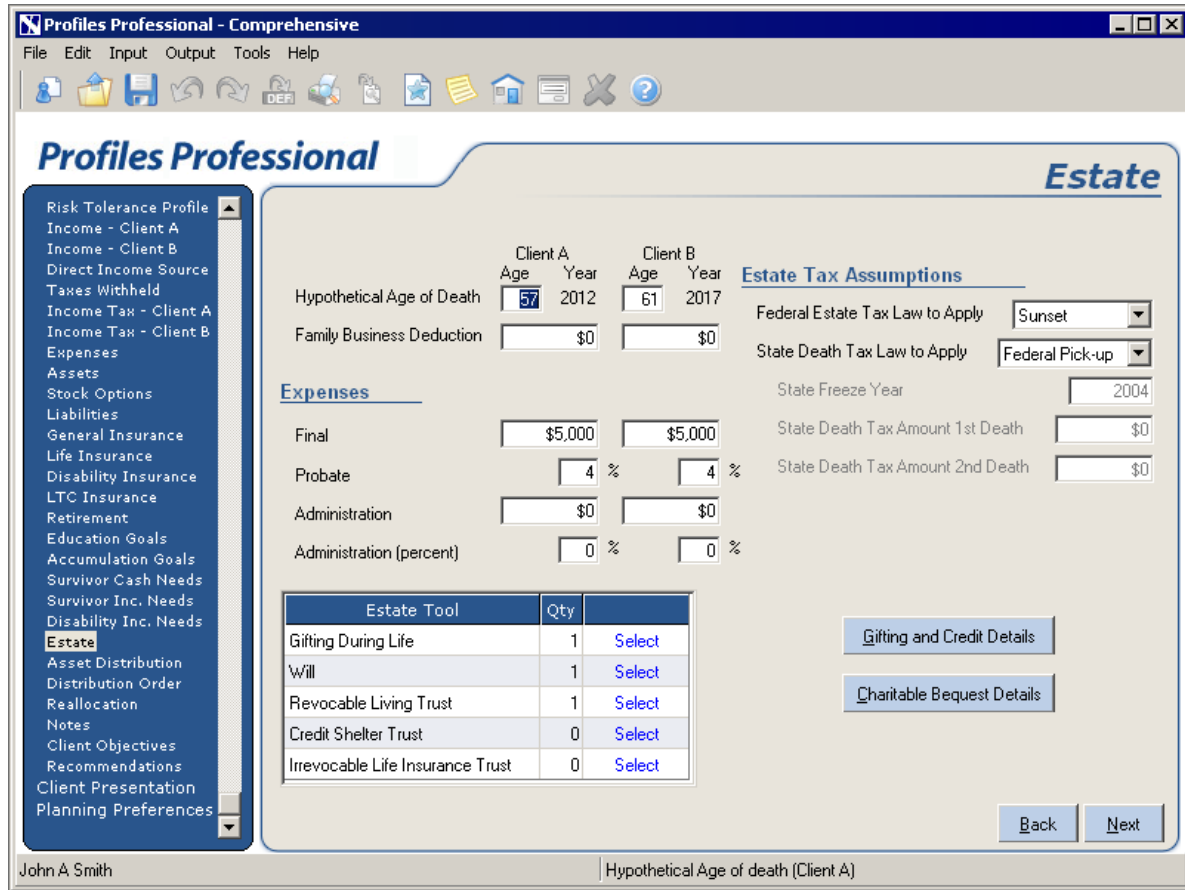 Profiles Professional - Comprehensive
File Edit Input Output Tools Help
DEF
Profiles Professional
Estate
Risk Tolerance Profile
Income - Client A
Income - Client B
Direct Income Source
Taxes Withheld
Income Tax - Client A
Income Tax - Client B
Expenses
Assets
Stock Options
Liabilities
General Insurance
Life Insurance
Disability Insurance
LTC Insurance
Retirement
Education Goals
Accumulation Goals
Survivor Cash Needs
Survivor Inc. Needs
Disability Inc. Needs
Estate
Asset Distribution
Distribution Order
Reallocation
Notes
Client Objectives
Recommendations
Client Presentation
Planning Preferences
Client A Client B
Age Year Age Year
Hypothetical Age of Death 57 2012 61 2017
Family Business Deduction $0 $0
Expenses
Final $5,000 $5,000
Probate 4 % 4 %
Administration $0 $0
Administration (percent) 0 % 0 %
Estate Tax Assumptions
Federal Estate Tax Law to Apply Sunset
State Death Tax Law to Apply Federal Pick-up
State Freeze Year 2004
State Death Tax Amount 1st Death $0
State Death Tax Amount 2nd Death $0
Estate Tool Qty
Gifting During Life 1 Select
Will 1 Select
Revocable Living Trust 1 Select
Credit Shelter Trust 0 Select
Irrevocable Life Insurance Trust 0 Select
Gifting and Credit Details
Charitable Bequest Details
Back Next
John A Smith Hypothetical Age of death (Client A)